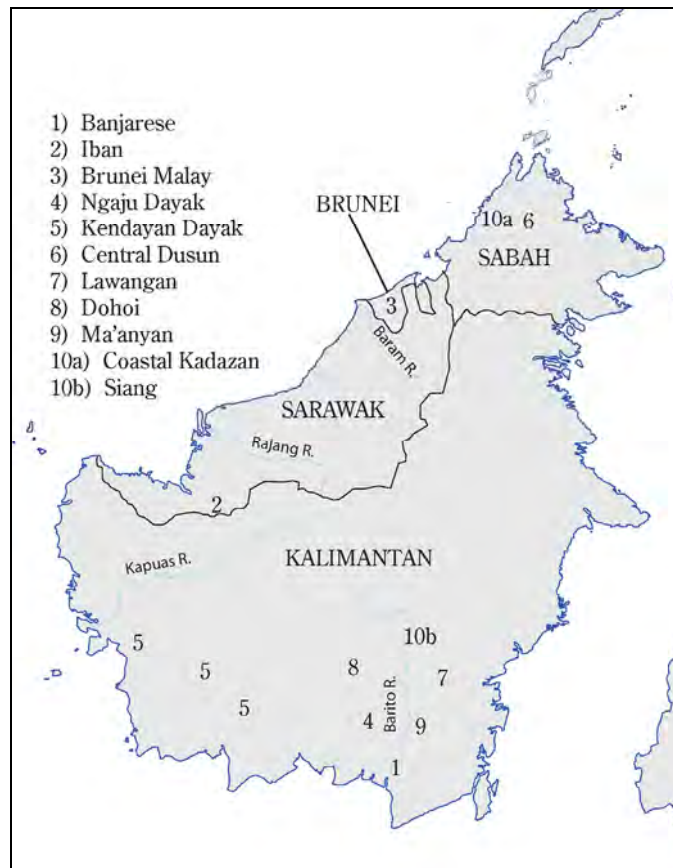 1) Banjarese
2) Iban
3) Brunei Malay
4) Ngaju Dayak
5) Kendayan Dayak
6) Central Dusun
7) Lawangan
8) Dohoi
9) Ma'anyan
10a) Coastal Kadazan
10b) Siang
BRUNEI
10a 6
SABAH
3
Baram R.
SARAWAK
Rajang R.
2
Kapuas R.
KALIMANTAN
5
10b
5
8
7
5
4
Barito R.
9
1